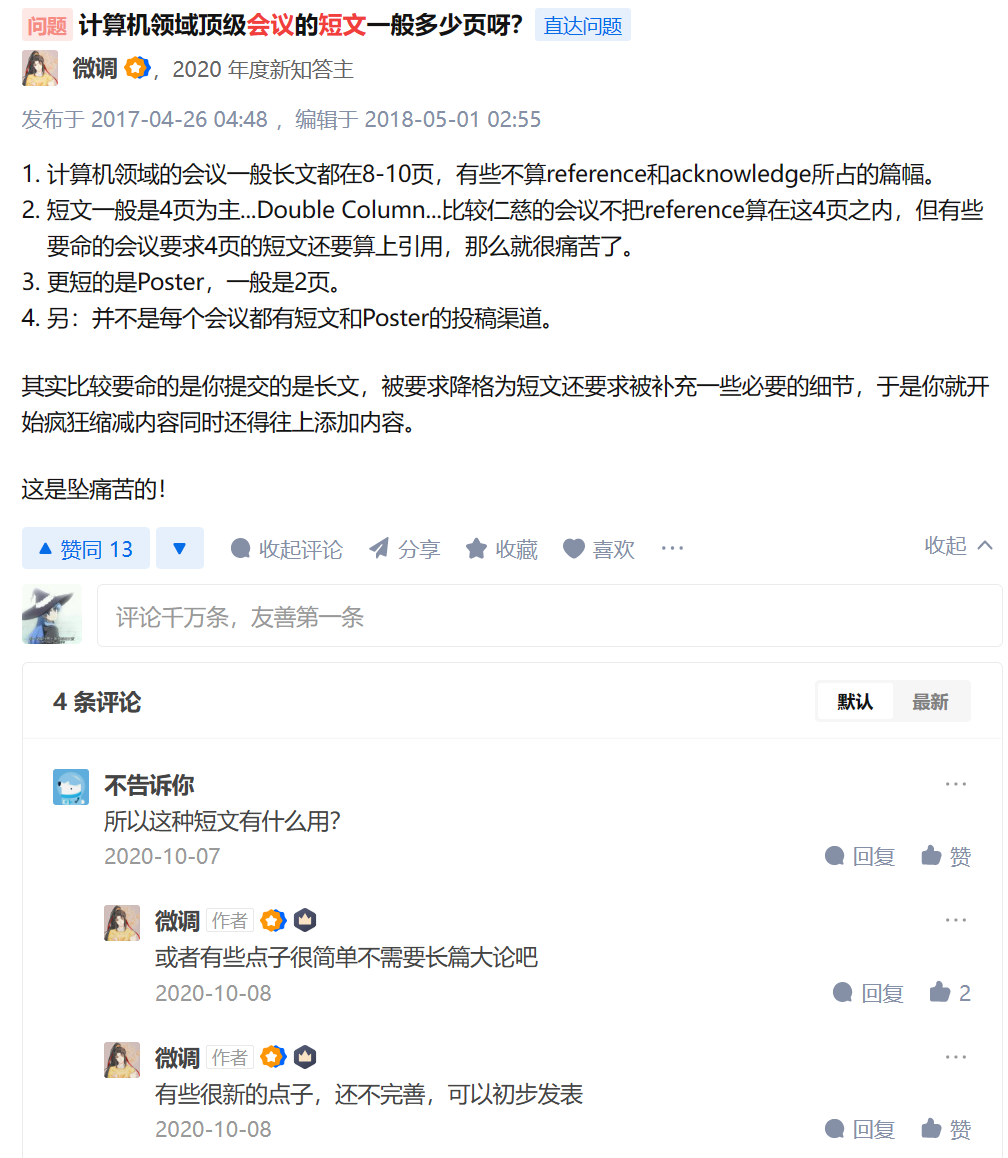 问题 计算机领域顶级会议的短文一般多少页呀？ 直达问题
微调 ，2020 年度新知答主
发布于 2017-04-26 04:48 ，编辑于 2018-05-01 02:55
1. 计算机领域的会议一般长文都在8-10页，有些不算reference和acknowledge所占的篇幅。
2. 短文一般是4页为主...Double Column...比较仁慈的会议不把reference算在这4页之内，但有些
要命的会议要求4页的短文还要算上引用，那么就很痛苦了。
3. 更短的是Poster，一般是2页。
4. 另：并不是每个会议都有短文和Poster的投稿渠道。
其实比较要命的是你提交的是长文，被要求降格为短文还要求被补充一些必要的细节，于是你就开
始疯狂缩减内容同时还得往上添加内容。
这是坠痛苦的！
赞同 13 收起评论 分享 收藏 喜欢 ··· 收起
评论千万条，友善第一条
4 条评论 默认 最新
不告诉你 ···
所以这种短文有什么用？
2020-10-07 回复 赞
微调 作者 ···
或者有些点子很简单不需要长篇大论吧
2020-10-08 回复 2
微调 作者 ···
有些很新的点子，还不完善，可以初步发表
2020-10-08 回复 赞